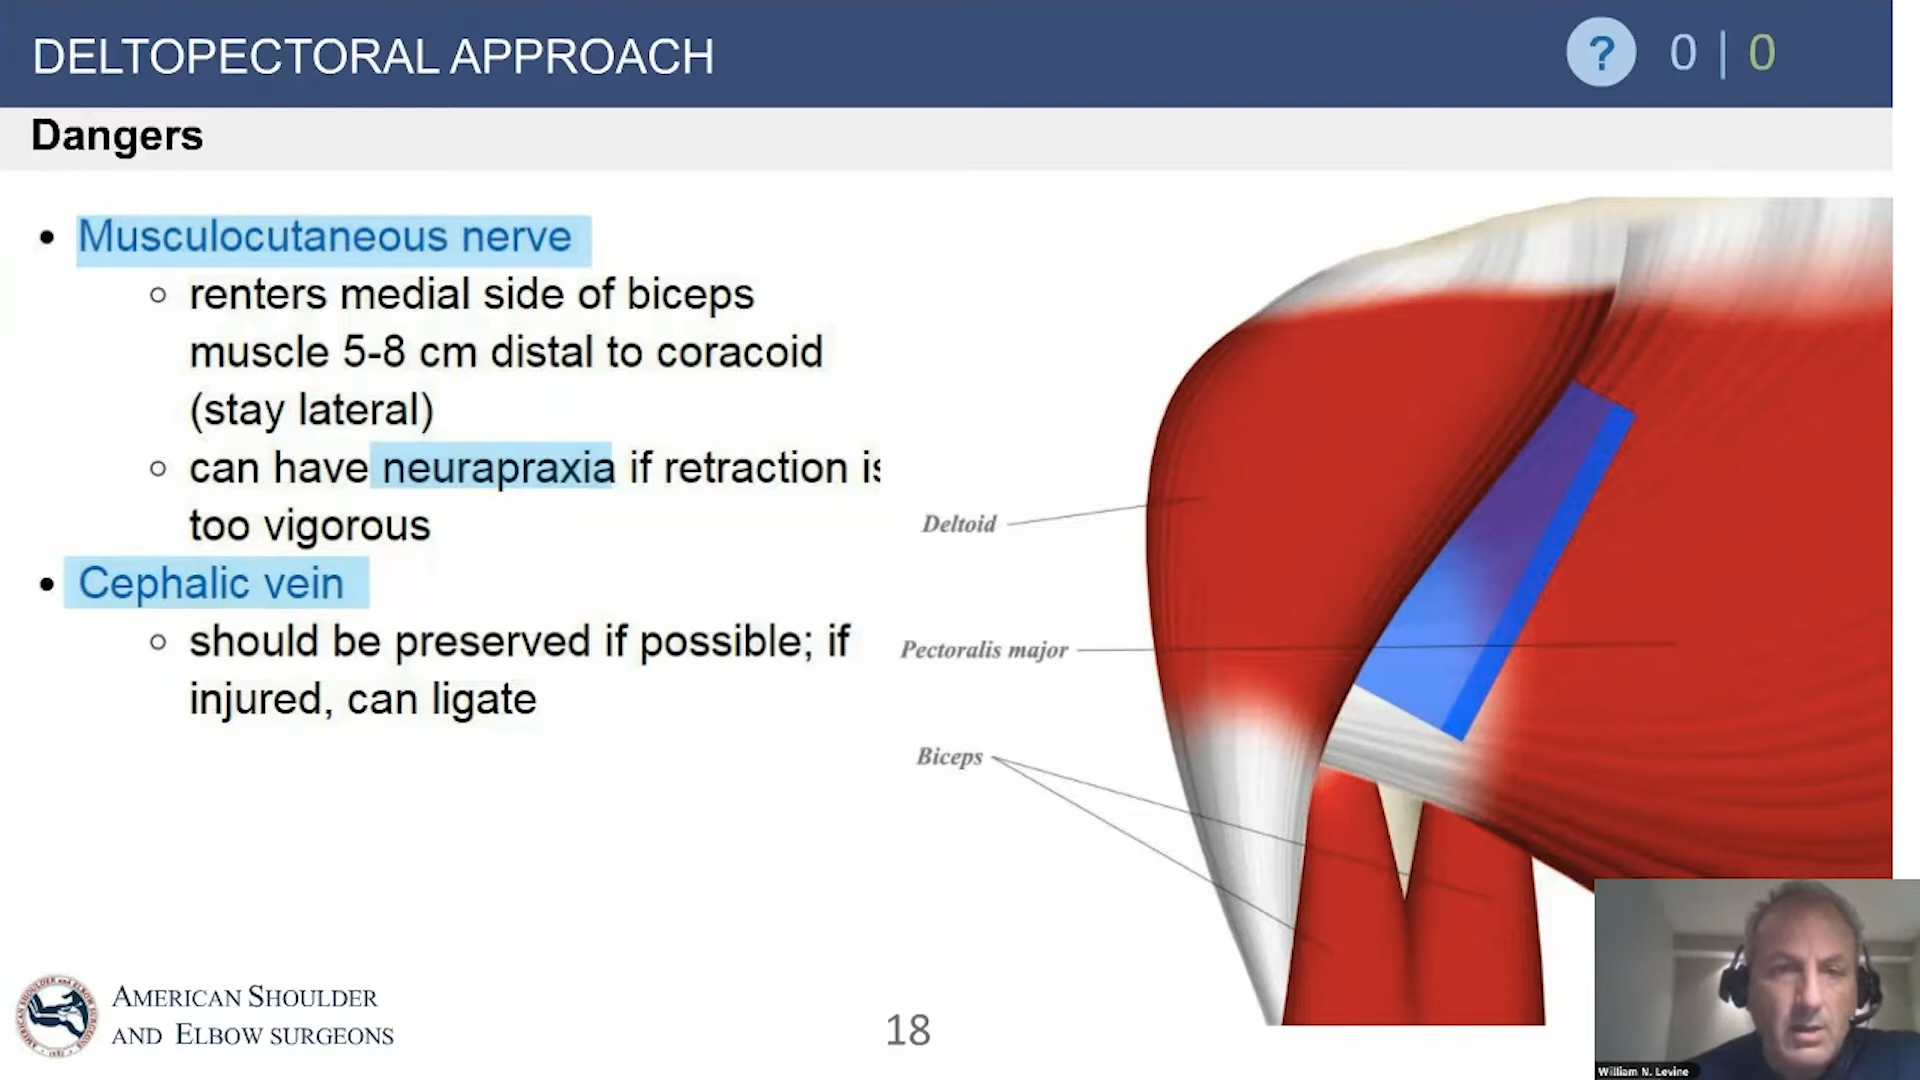 DELTOPECTORAL APPROACH
? 0 | 0
Dangers
• Musculocutaneous nerve
○ renters medial side of biceps
muscle 5-8 cm distal to coracoid
(stay lateral)
○ can have neurapraxia if retraction is
too vigorous
• Cephalic vein
○ should be preserved if possible; if
injured, can ligate
Deltoid
Pectoralis major
Biceps
AMERICAN SHOULDER
AND ELBOW SURGEONS
18
William N. Levine